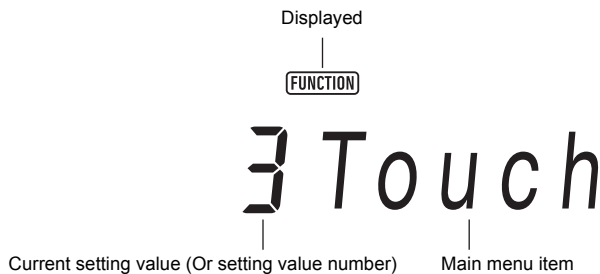 Displayed
FUNCTION
3 Touch
Current setting value (Or setting value number) Main menu item